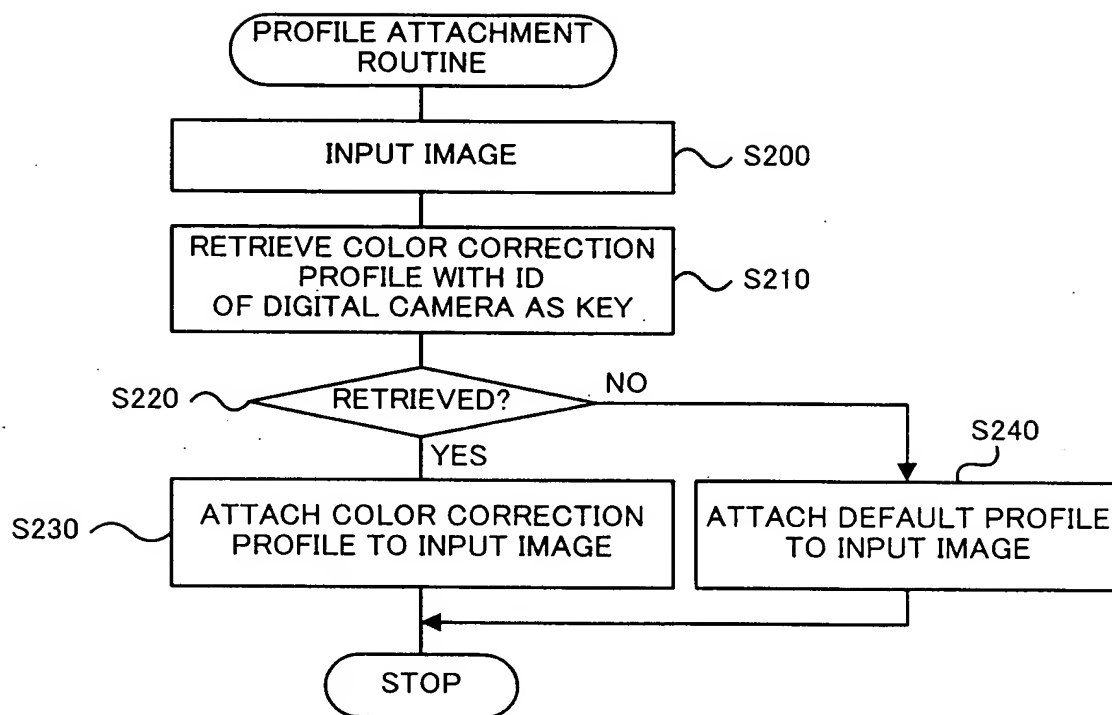 PROFILE ATTACHMENT
ROUTINE
INPUT IMAGE
S200
RETRIEVE COLOR CORRECTION
PROFILE WITH ID
OF DIGITAL CAMERA AS KEY
S210
S220
RETRIEVED?
NO
YES
S240
S230
ATTACH COLOR CORRECTION
PROFILE TO INPUT IMAGE
ATTACH DEFAULT PROFILE
TO INPUT IMAGE
STOP